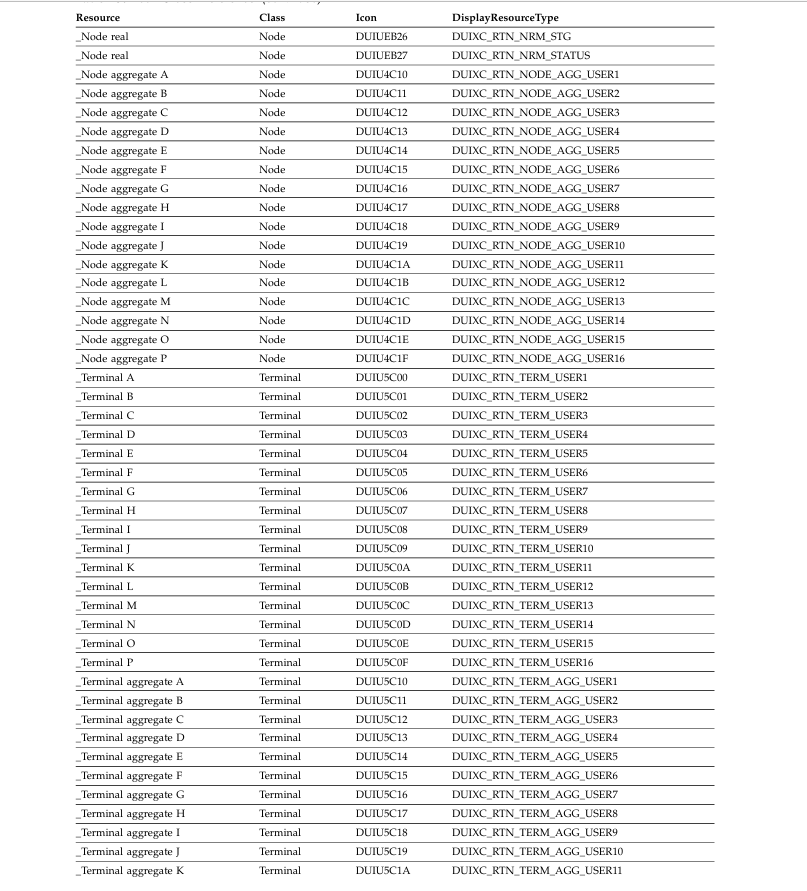 Resource Class Icon DisplayResourceType
_Node real Node DUIUEB26 DUIXC_RTN_NRM_STG
_Node real Node DUIUEB27 DUIXC_RTN_NRM_STATUS
_Node aggregate A Node DUIU4C10 DUIXC_RTN_NODE_AGG_USER1
_Node aggregate B Node DUIU4C11 DUIXC_RTN_NODE_AGG_USER2
_Node aggregate C Node DUIU4C12 DUIXC_RTN_NODE_AGG_USER3
_Node aggregate D Node DUIU4C13 DUIXC_RTN_NODE_AGG_USER4
_Node aggregate E Node DUIU4C14 DUIXC_RTN_NODE_AGG_USER5
_Node aggregate F Node DUIU4C15 DUIXC_RTN_NODE_AGG_USER6
_Node aggregate G Node DUIU4C16 DUIXC_RTN_NODE_AGG_USER7
_Node aggregate H Node DUIU4C17 DUIXC_RTN_NODE_AGG_USER8
_Node aggregate I Node DUIU4C18 DUIXC_RTN_NODE_AGG_USER9
_Node aggregate J Node DUIU4C19 DUIXC_RTN_NODE_AGG_USER10
_Node aggregate K Node DUIU4C1A DUIXC_RTN_NODE_AGG_USER11
_Node aggregate L Node DUIU4C1B DUIXC_RTN_NODE_AGG_USER12
_Node aggregate M Node DUIU4C1C DUIXC_RTN_NODE_AGG_USER13
_Node aggregate N Node DUIU4C1D DUIXC_RTN_NODE_AGG_USER14
_Node aggregate O Node DUIU4C1E DUIXC_RTN_NODE_AGG_USER15
_Node aggregate P Node DUIU4C1F DUIXC_RTN_NODE_AGG_USER16
_Terminal A Terminal DUIU5C00 DUIXC_RTN_TERM_USER1
_Terminal B Terminal DUIU5C01 DUIXC_RTN_TERM_USER2
_Terminal C Terminal DUIU5C02 DUIXC_RTN_TERM_USER3
_Terminal D Terminal DUIU5C03 DUIXC_RTN_TERM_USER4
_Terminal E Terminal DUIU5C04 DUIXC_RTN_TERM_USER5
_Terminal F Terminal DUIU5C05 DUIXC_RTN_TERM_USER6
_Terminal G Terminal DUIU5C06 DUIXC_RTN_TERM_USER7
_Terminal H Terminal DUIU5C07 DUIXC_RTN_TERM_USER8
_Terminal I Terminal DUIU5C08 DUIXC_RTN_TERM_USER9
_Terminal J Terminal DUIU5C09 DUIXC_RTN_TERM_USER10
_Terminal K Terminal DUIU5C0A DUIXC_RTN_TERM_USER11
_Terminal L Terminal DUIU5C0B DUIXC_RTN_TERM_USER12
_Terminal M Terminal DUIU5C0C DUIXC_RTN_TERM_USER13
_Terminal N Terminal DUIU5C0D DUIXC_RTN_TERM_USER14
_Terminal O Terminal DUIU5C0E DUIXC_RTN_TERM_USER15
_Terminal P Terminal DUIU5C0F DUIXC_RTN_TERM_USER16
_Terminal aggregate A Terminal DUIU5C10 DUIXC_RTN_TERM_AGG_USER1
_Terminal aggregate B Terminal DUIU5C11 DUIXC_RTN_TERM_AGG_USER2
_Terminal aggregate C Terminal DUIU5C12 DUIXC_RTN_TERM_AGG_USER3
_Terminal aggregate D Terminal DUIU5C13 DUIXC_RTN_TERM_AGG_USER4
_Terminal aggregate E Terminal DUIU5C14 DUIXC_RTN_TERM_AGG_USER5
_Terminal aggregate F Terminal DUIU5C15 DUIXC_RTN_TERM_AGG_USER6
_Terminal aggregate G Terminal DUIU5C16 DUIXC_RTN_TERM_AGG_USER7
_Terminal aggregate H Terminal DUIU5C17 DUIXC_RTN_TERM_AGG_USER8
_Terminal aggregate I Terminal DUIU5C18 DUIXC_RTN_TERM_AGG_USER9
_Terminal aggregate J Terminal DUIU5C19 DUIXC_RTN_TERM_AGG_USER10
_Terminal aggregate K Terminal DUIU5C1A DUIXC_RTN_TERM_AGG_USER11